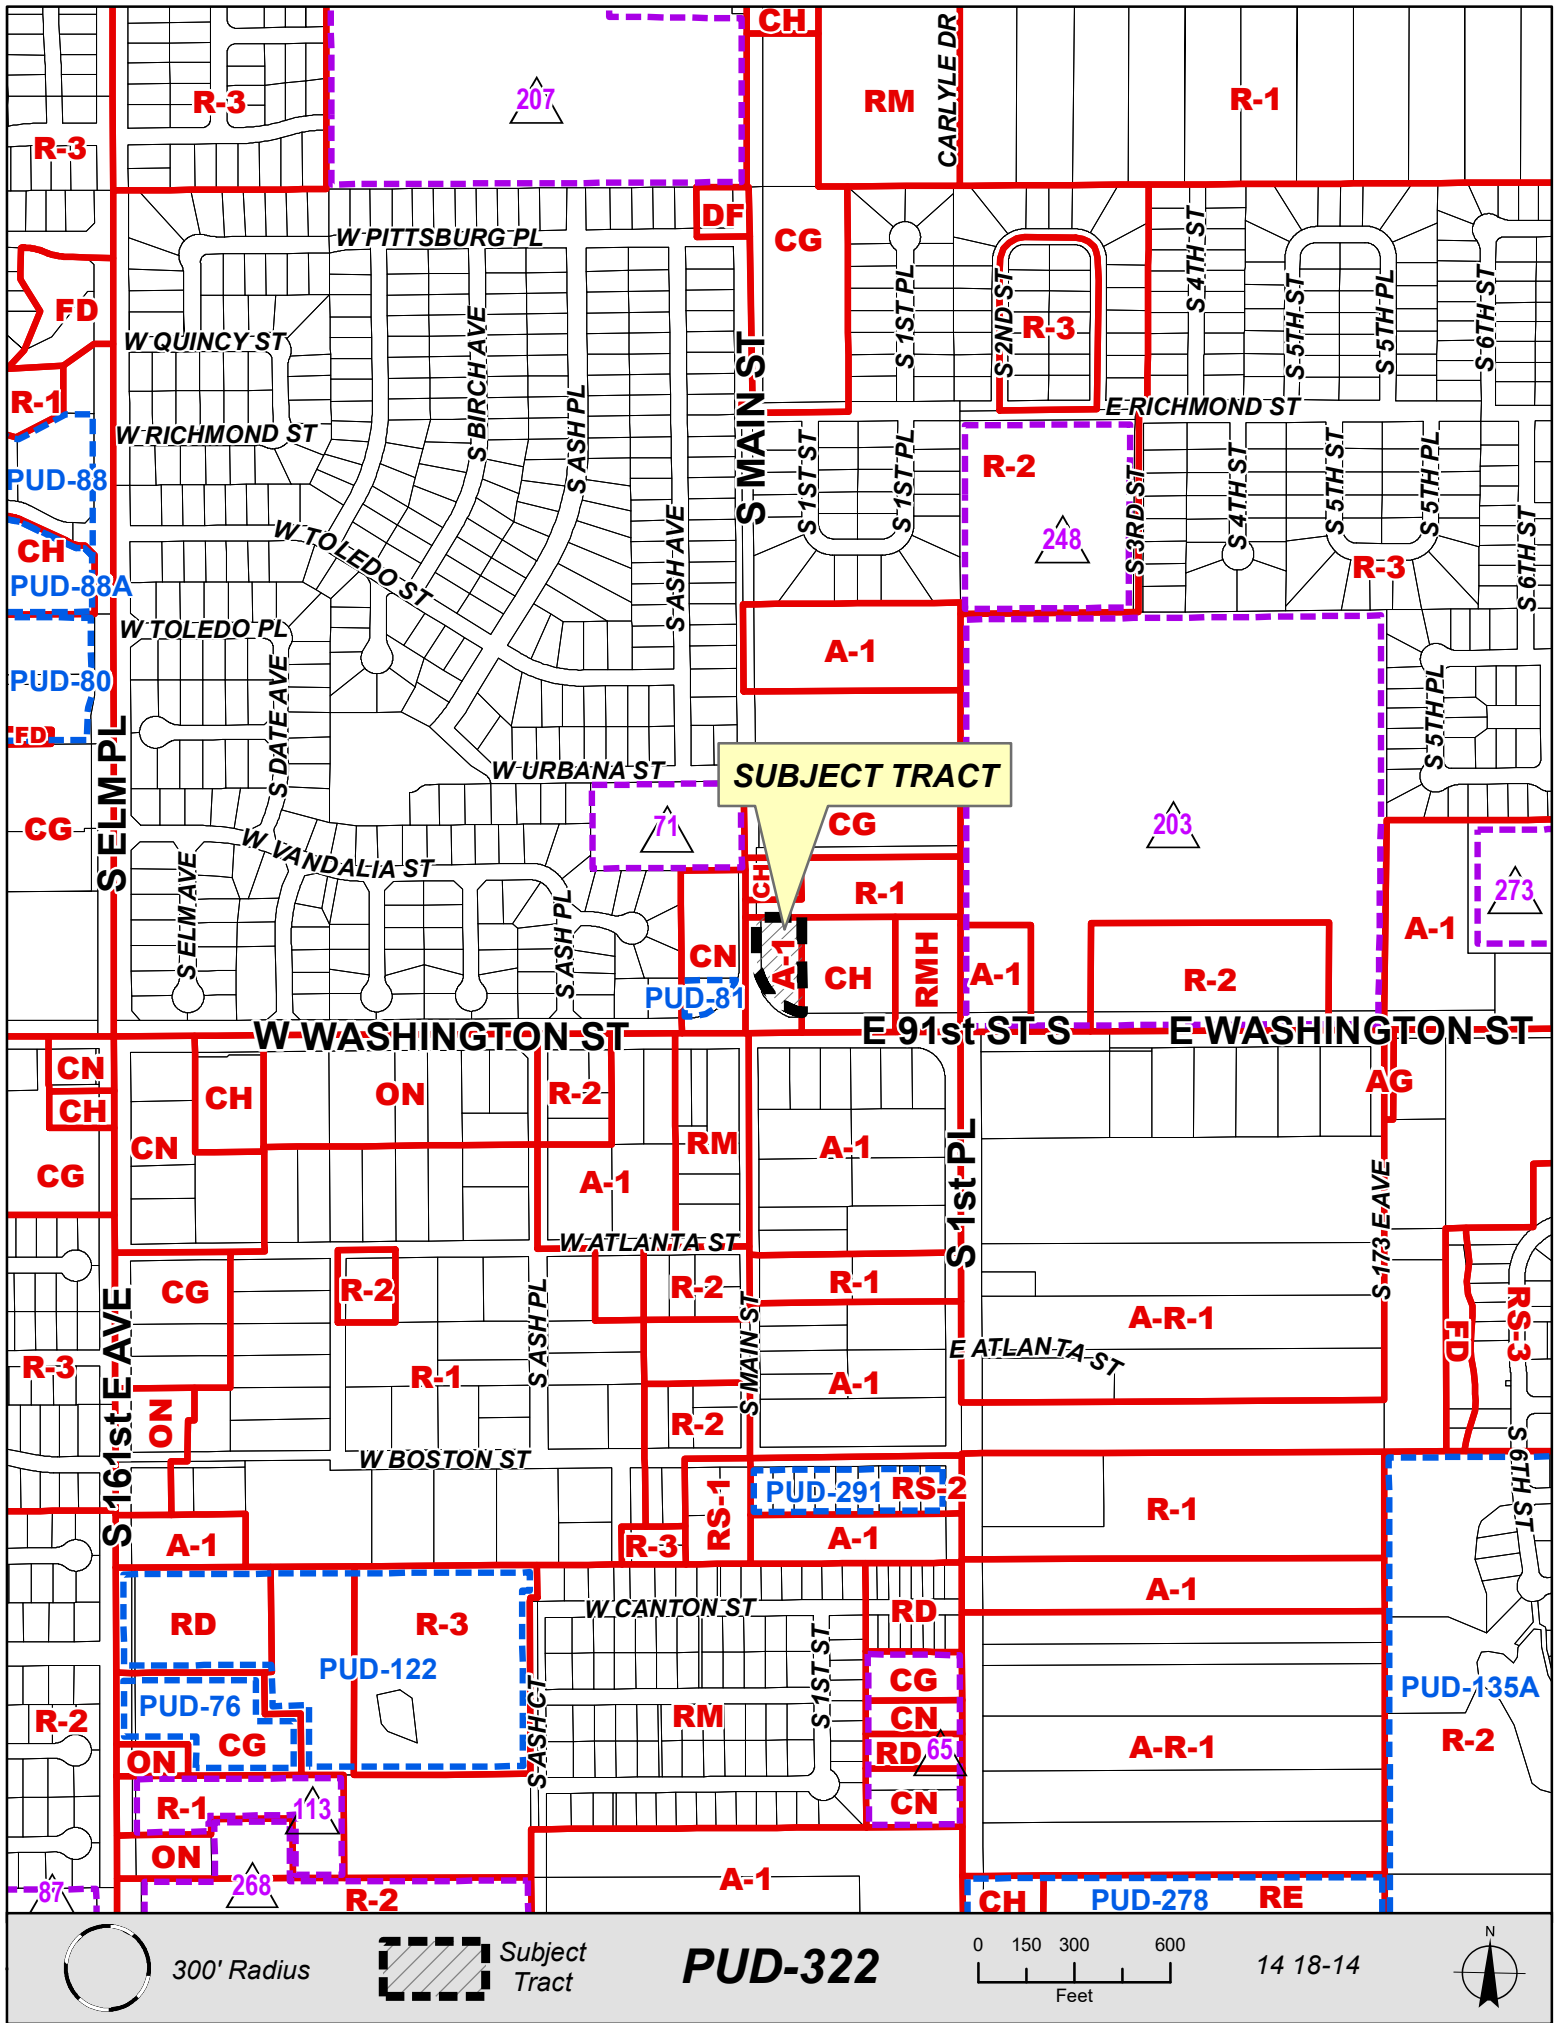 CH
CARLYLE DR
207
R-3
RM
R-1
R-3
DF
W PITTSBURG PL
CG
S 4TH ST
S 1ST PL
S 2ND ST
S 5TH ST
S 5TH PL
S 6TH ST
FD
R-3
W QUINCY ST
S BIRCH AVE
S MAIN ST
R-1
S ASH PL
E RICHMOND ST
W RICHMOND ST
S 1ST ST
S 1ST PL
R-2
S 4TH ST
S 5TH ST
S 5TH PL
PUD-88
S 3RD ST
W TOLEDO ST
248
CH
S ASH AVE
S 6TH ST
R-3
PUD-88A
W TOLEDO PL
A-1
PUD-80
S DATE AVE
S 5TH PL
FD
S ELM PL
W URBANA ST
SUBJECT TRACT
CG
71
CG
203
W VANDALIA ST
CH
R-1
273
S ELM AVE
S ASH PL
A-1
CN
A-1
CH
RMH
A-1
R-2
PUD-81
W WASHINGTON ST
E 91st ST S
E WASHINGTON ST
CN
CH
ON
R-2
AG
CH
CN
RM
A-1
CG
A-1
S 1st PL
S 173 E AVE
W ATLANTA ST
CG
R-2
R-2
R-1
A-R-1
RS-3
FD
S 161st E AVE
S ASH PL
S MAIN ST
E ATLANTA ST
R-3
R-1
A-1
ON
R-2
W BOSTON ST
S 6TH ST
PUD-291
RS-2
RS-1
R-1
A-1
R-3
A-1
A-1
W CANTON ST
RD
RD
R-3
S 1ST ST
PUD-122
CG
PUD-76
PUD-135A
R-2
RM
CN
CG
S ASH CT
RD
65
A-R-1
R-2
ON
R-1
113
CN
ON
A-1
87
268
R-2
CH
PUD-278
RE
300' Radius
Subject
Tract
PUD-322
0 150 300 600
Feet
14 18-14
N